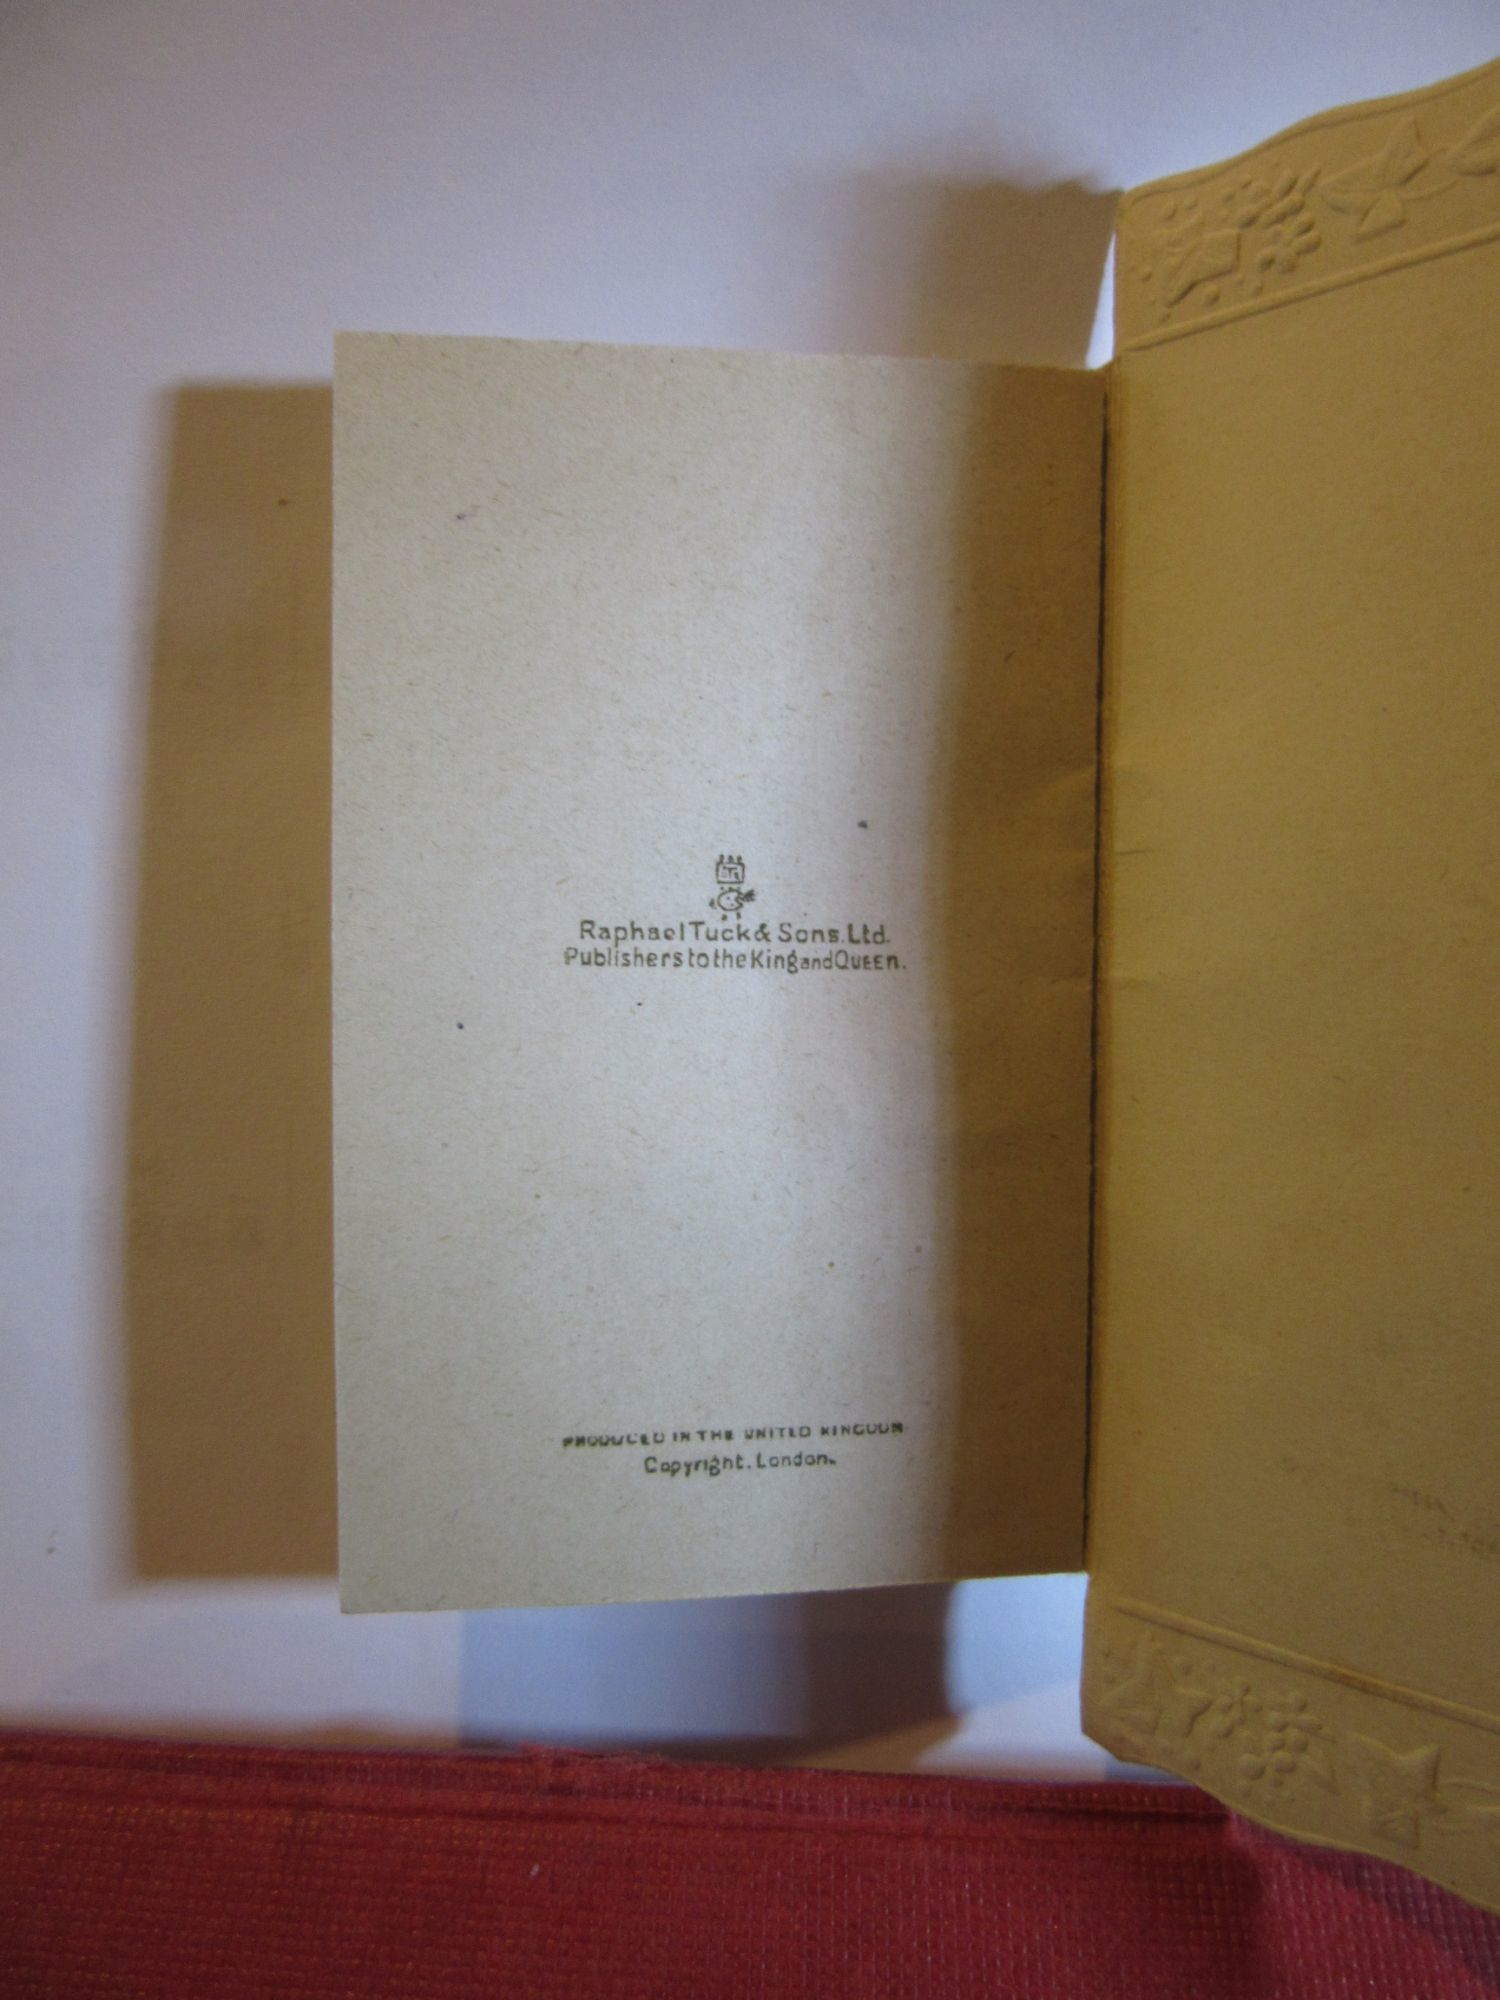 Raphael Tuck & Sons. Ltd.
Publishers to the King and Queen.
PRODUCED IN THE UNITED KINGDOM
Copyright. London.